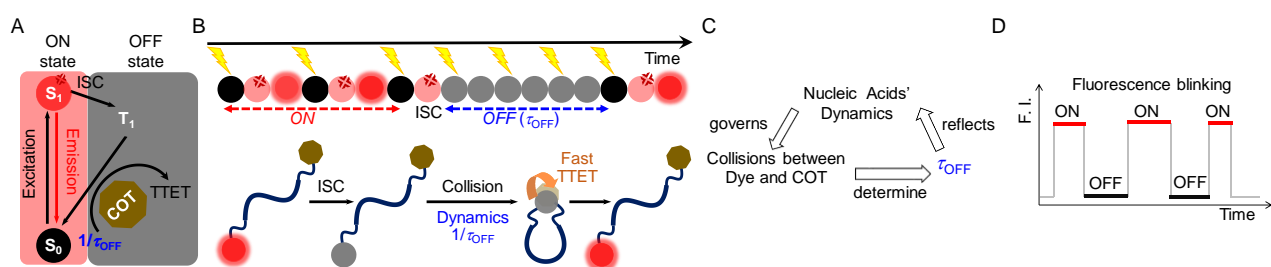 A
ON
state
OFF
state
S1
ISC
T1
Excitation
Emission
TTET
COT
1/τOFF
S0
B
Time
ON
ISC
OFF (τOFF)
ISC
Collision
Dynamics
1/τOFF
Fast
TTET
C
Nucleic Acids'
Dynamics
governs
reflects
Collisions between
Dye and COT
determine
τOFF
D
Fluorescence blinking
F. I.
ON
ON
ON
OFF
OFF
Time